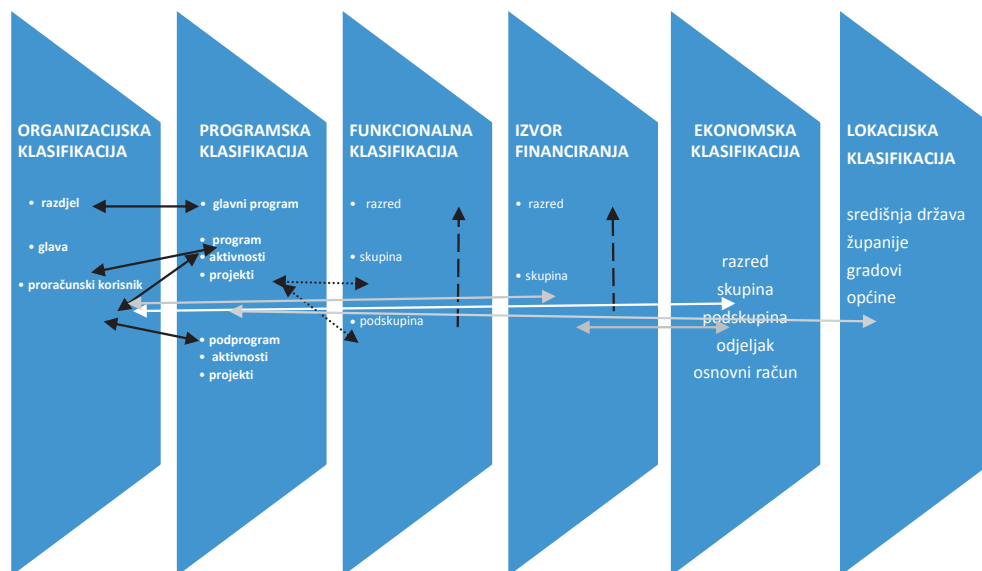 ORGANIZACIJSKA
KLASIFIKACIJA
• razdjel
• glava
• proračunski korisnik
PROGRAMSKA
KLASIFIKACIJA
• glavni program
• program
• aktivnosti
• projekti
• podprogram
• aktivnosti
• projekti
FUNKCIONALNA
KLASIFIKACIJA
• razred
• skupina
• podskupina
IZVOR
FINANCIRANJA
• razred
• skupina
EKONOMSKA
KLASIFIKACIJA
razred
skupina
podskupina
odjeljak
osnovni račun
LOKACIJSKA
KLASIFIKACIJA
središnja država
županije
gradovi
općine